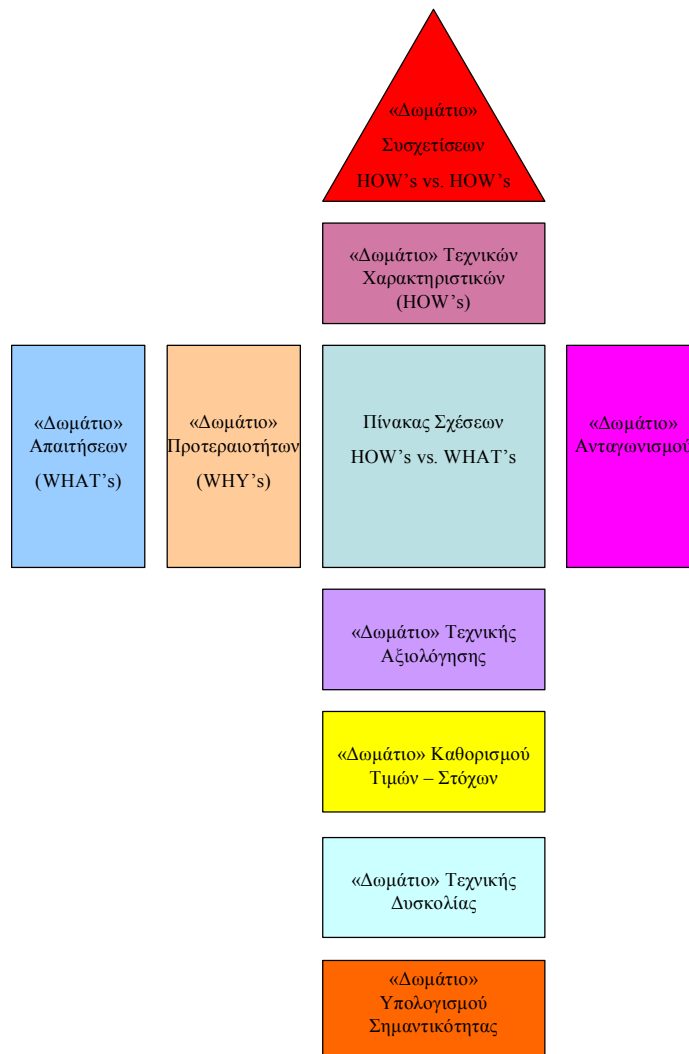 «Δωμάτιο»
Συσχετίσεων
HOW’s vs. HOW’s
«Δωμάτιο» Τεχνικών
Χαρακτηριστικών
(HOW’s)
«Δωμάτιο»
Απαιτήσεων
(WHAT’s)
«Δωμάτιο»
Προτεραιοτήτων
(WHY’s)
Πίνακας Σχέσεων
HOW’s vs. WHAT’s
«Δωμάτιο»
Ανταγωνισμού
«Δωμάτιο» Τεχνικής
Αξιολόγησης
«Δωμάτιο» Καθορισμού
Τιμών – Στόχων
«Δωμάτιο» Τεχνικής
Δυσκολίας
«Δωμάτιο»
Υπολογισμού
Σημαντικότητας